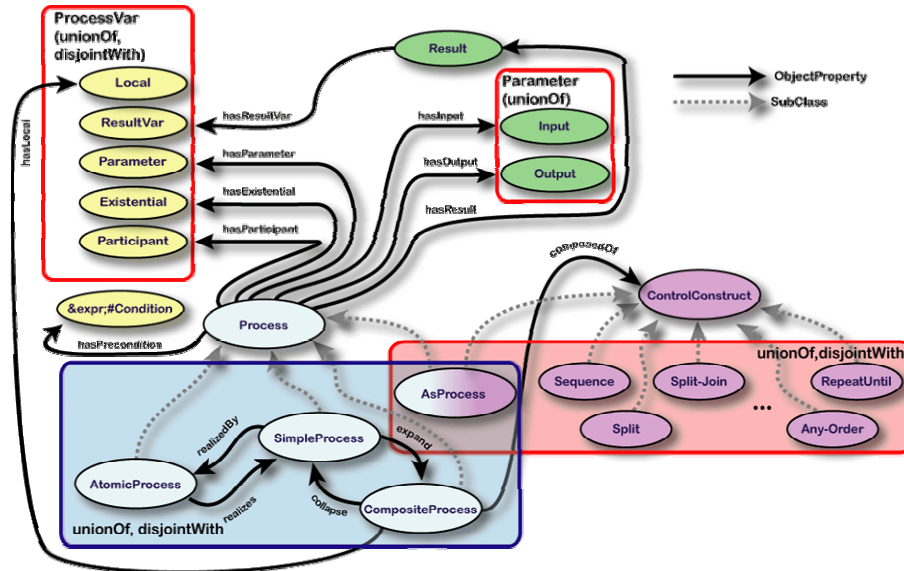 ProcessVar
(unionOf,
disjointWith)
Local
ResultVar
Parameter
Existential
Participant
&expr;#Condition
Result
Parameter
(unionOf)
Input
Output
ObjectProperty
SubClass
hasLocal
hasResultVar
hasParameter
hasExistential
hasParticipant
hasInput
hasOutput
hasResult
hasPrecondition
Process
composedOf
ControlConstruct
unionOf,disjointWith
AsProcess
Sequence
Split-Join
RepeatUntil
Split
...
Any-Order
realizedBy
SimpleProcess
expand
AtomicProcess
realizes
collapse
CompositeProcess
unionOf, disjointWith